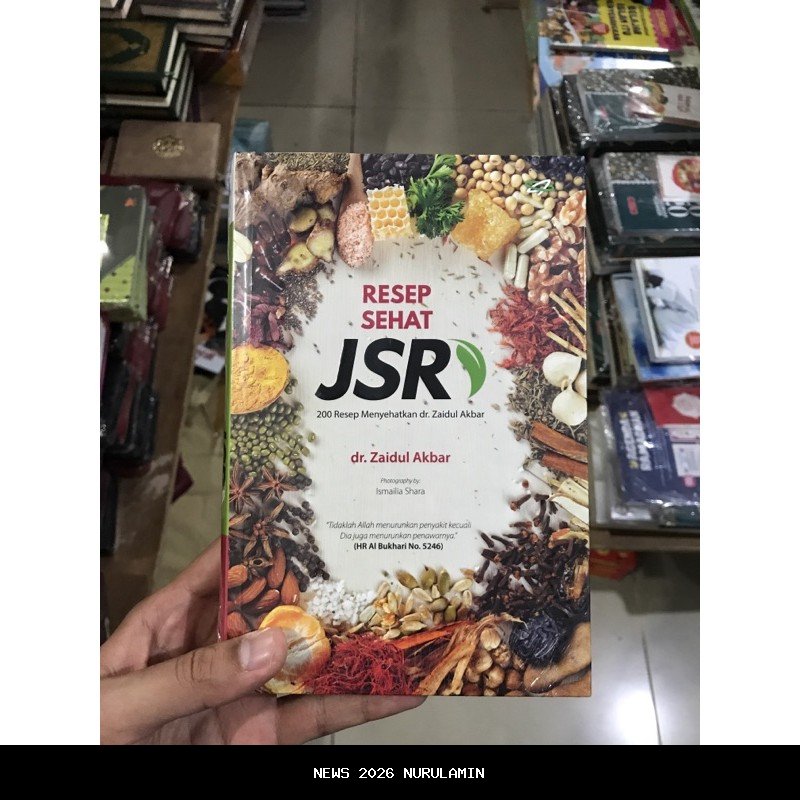 RESEP
SEHAT
JSR
200 Resep Menyehatkan dr. Zaidul Akbar
dr. Zaidul Akbar
Photography by:
Ismailia Shara
"Tidaklah Allah menurunkan penyakit kecuali
Dia juga menurunkan penawarnya."
(HR Al Bukhari No. 5246)
NEWS 2026 NURULAMIN